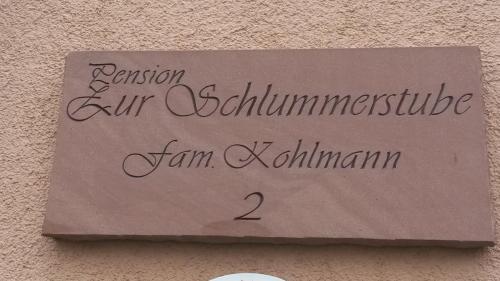 Pension
Zur Schlummerstube
Fam. Kohlmann
2